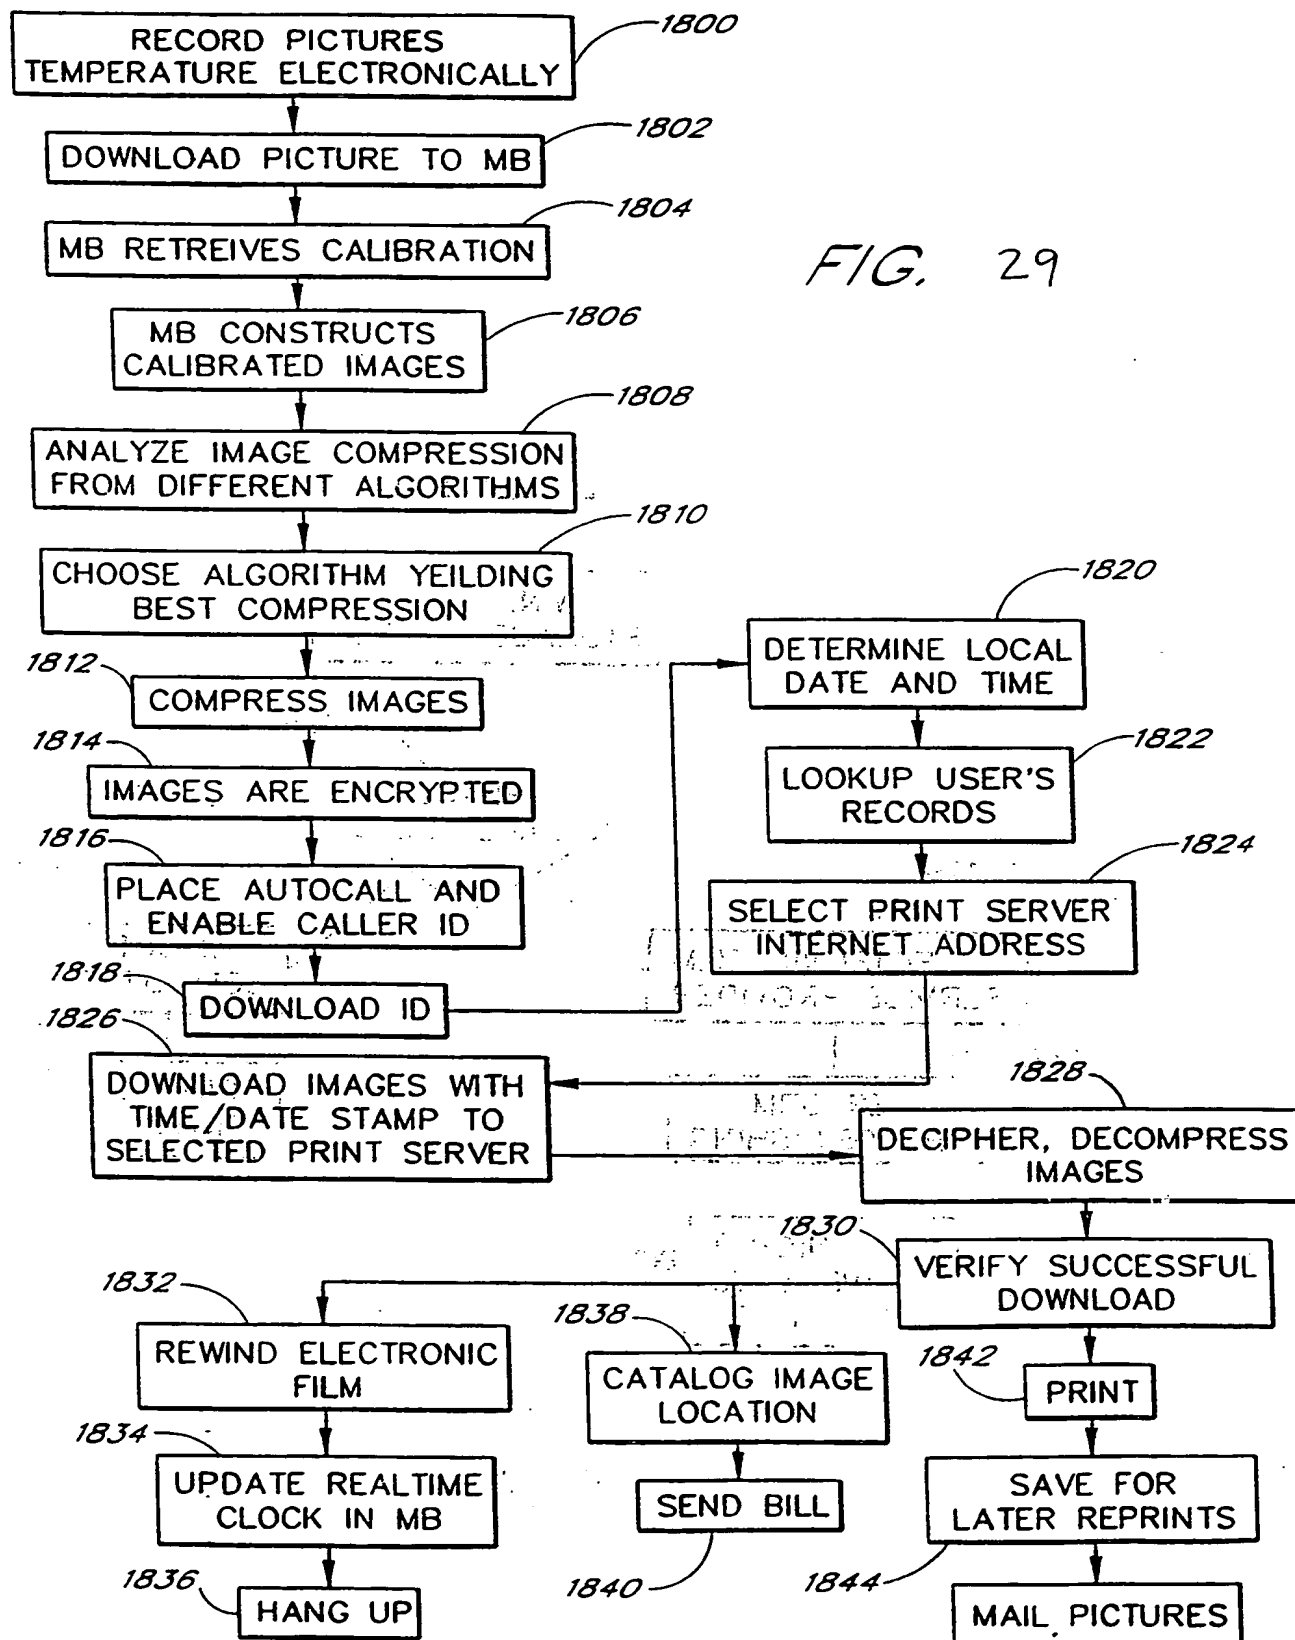 1800
RECORD PICTURES
TEMPERATURE ELECTRONICALLY
1802
DOWNLOAD PICTURE TO MB
1804
MB RETREIVES CALIBRATION
FIG. 29
1806
MB CONSTRUCTS
CALIBRATED IMAGES
1808
ANALYZE IMAGE COMPRESSION
FROM DIFFERENT ALGORITHMS
1810
CHOOSE ALGORITHM YEILDING
BEST COMPRESSION
1812
COMPRESS IMAGES
1814
IMAGES ARE ENCRYPTED
1816
PLACE AUTOCALL AND
ENABLE CALLER ID
1818
DOWNLOAD ID
1820
DETERMINE LOCAL
DATE AND TIME
1822
LOOKUP USER'S
RECORDS
1824
SELECT PRINT SERVER
INTERNET ADDRESS
1826
DOWNLOAD IMAGES WITH
TIME/DATE STAMP TO
SELECTED PRINT SERVER
1828
DECIPHER, DECOMPRESS
IMAGES
1830
VERIFY SUCCESSFUL
DOWNLOAD
1832
REWIND ELECTRONIC
FILM
1834
UPDATE REALTIME
CLOCK IN MB
1836
HANG UP
1838
CATALOG IMAGE
LOCATION
SEND BILL
1840
1842
PRINT
SAVE FOR
LATER REPRINTS
1844
MAIL PICTURES